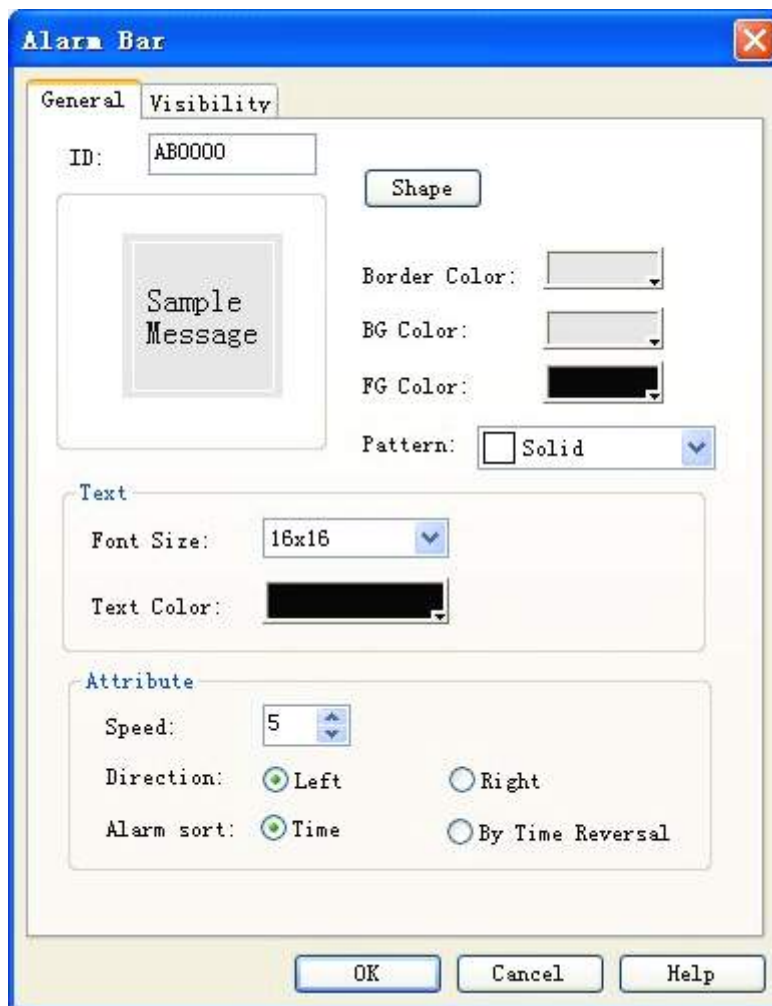 Alarm Bar
General Visibility
ID: AB0000
Shape
Sample
Message
Border Color:
BG Color:
FG Color:
Pattern: Solid
Text
Font Size: 16x16
Text Color:
Attribute
Speed: 5
Direction: Left Right
Alarm sort: Time By Time Reversal
OK Cancel Help